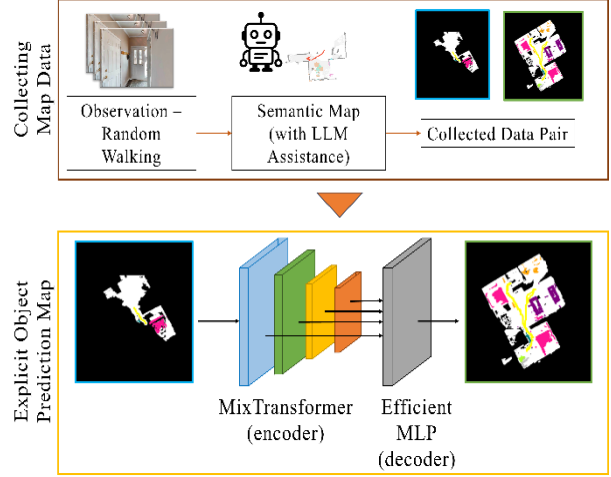 Collecting
Map Data
Observation –
Random
Walking
Semantic Map
(with LLM
Assistance)
Collected Data Pair
Explicit Object
Prediction Map
MixTransformer
(encoder)
Efficient
MLP
(decoder)